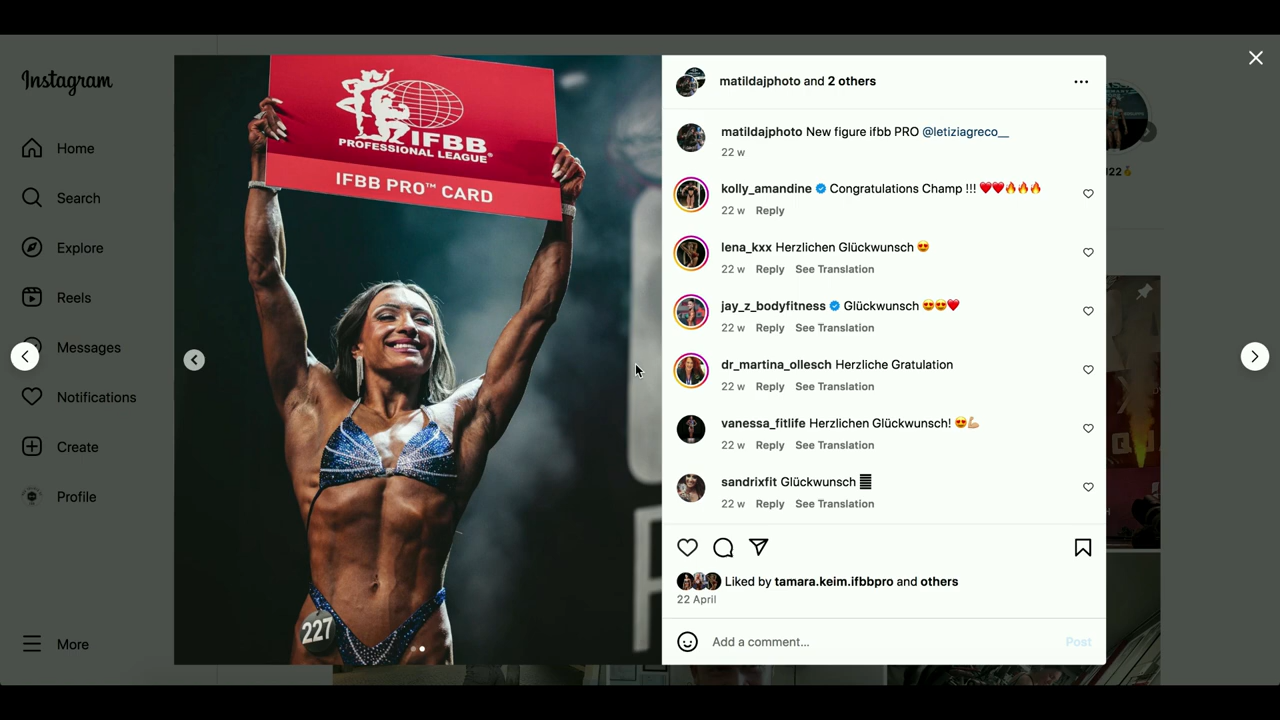 Instagram
Home
Search
Explore
Reels
Messages
Notifications
Create
Profile
More
IFBB
PROFESSIONAL LEAGUE
IFBB PRO™ CARD
227
matildajphoto and 2 others
matildajphoto New figure ifbb PRO @letiziagreco__
22 w
kolly_amandine Congratulations Champ !!! ❤️❤️🔥🔥🔥
22 w Reply
lena_kxx Herzlichen Glückwunsch 😍
22 w Reply See Translation
jay_z_bodyfitness Glückwunsch 😍😍❤️
22 w Reply See Translation
dr_martina_ollesch Herzliche Gratulation
22 w Reply See Translation
vanessa_fitlife Herzlichen Glückwunsch! 😍💪🏼
22 w Reply See Translation
sandrixfit Glückwunsch
22 w Reply See Translation
Liked by tamara.keim.ifbbpro and others
22 April
Add a comment...
Post